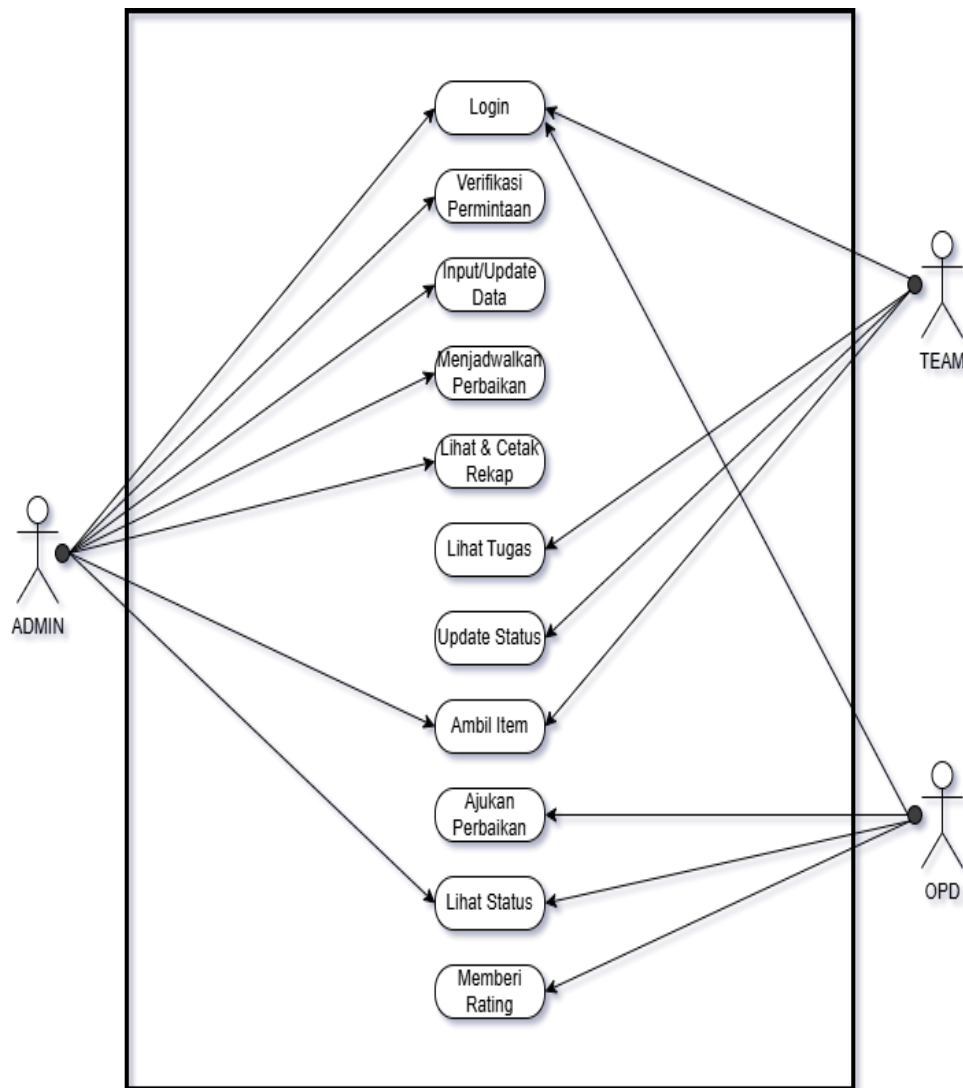 Login
Verifikasi
Permintaan
Input/Update
Data
Menjadwalkan
Perbaikan
Lihat & Cetak
Rekap
Lihat Tugas
Update Status
Ambil Item
Ajukan
Perbaikan
Lihat Status
Memberi
Rating
ADMIN
TEAM
OPD